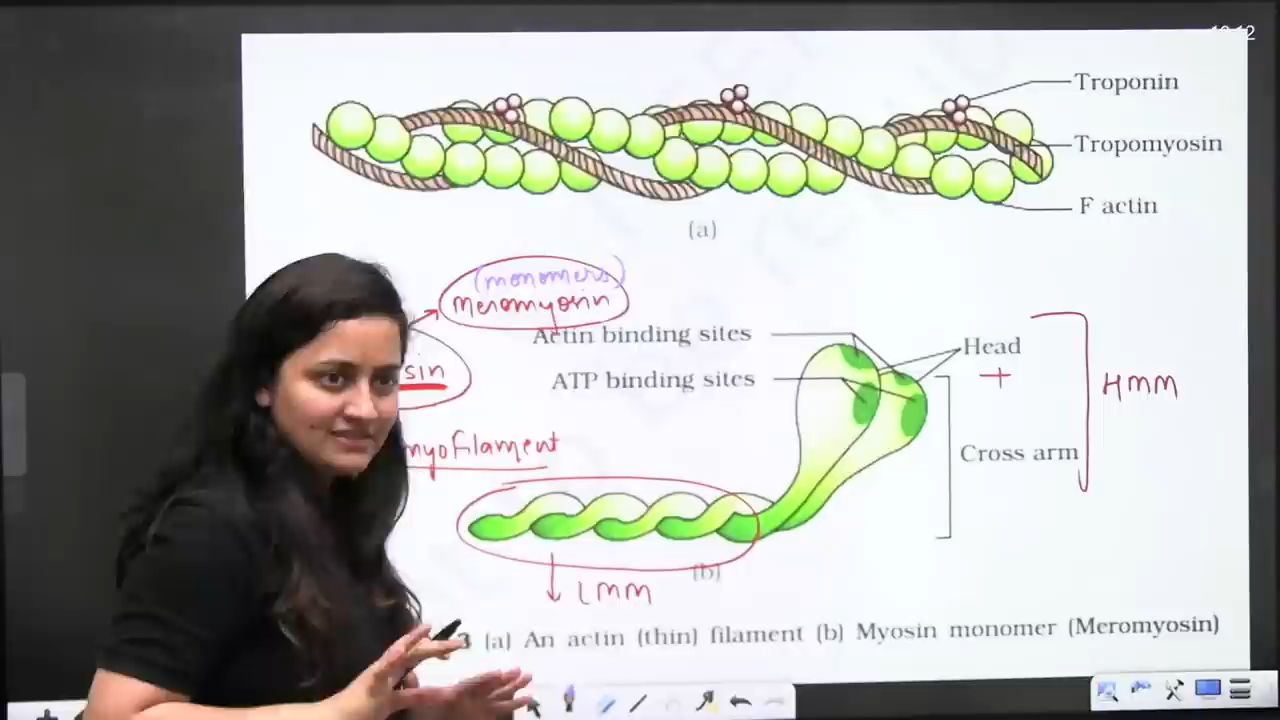 Troponin
Tropomyosin
F actin
(a)
(monomers)
Meromyosin
Actin binding sites
Head
sin
ATP binding sites
+
HMM
myofilament
Cross arm
(b)
LMM
3 (a) An actin (thin) filament (b) Myosin monomer (Meromyosin)